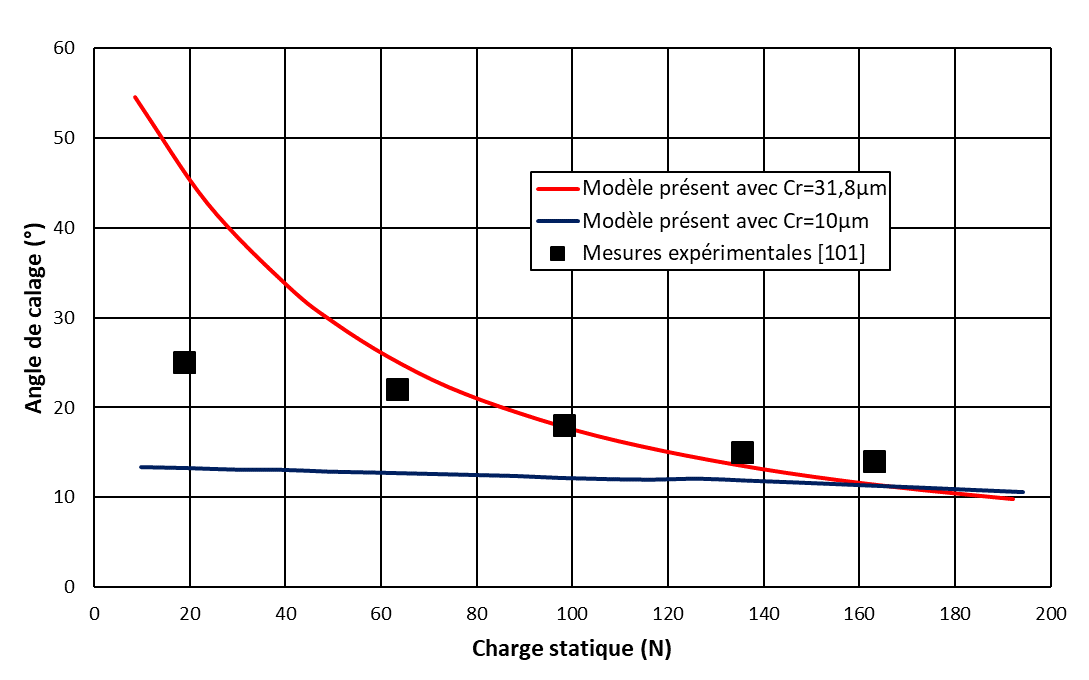 60
50
40
30
20
10
0
Angle de calage (°)
Modèle présent avec Cr=31,8µm
Modèle présent avec Cr=10µm
Mesures expérimentales [101]
0 20 40 60 80 100 120 140 160 180 200
Charge statique (N)